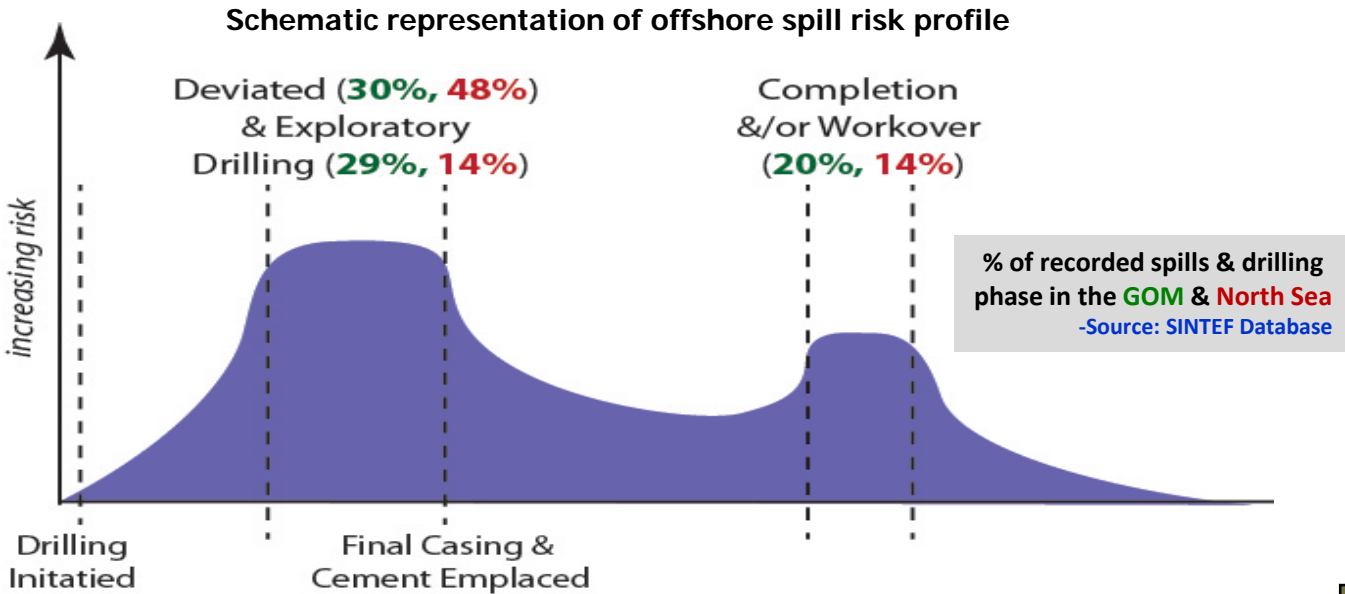 Schematic representation of offshore spill risk profile
Deviated (30%, 48%)
& Exploratory
Drilling (29%, 14%)
Completion
&/or Workover
(20%, 14%)
increasing risk
% of recorded spills & drilling
phase in the GOM & North Sea
-Source: SINTEF Database
Drilling
Initatied
Final Casing &
Cement Emplaced